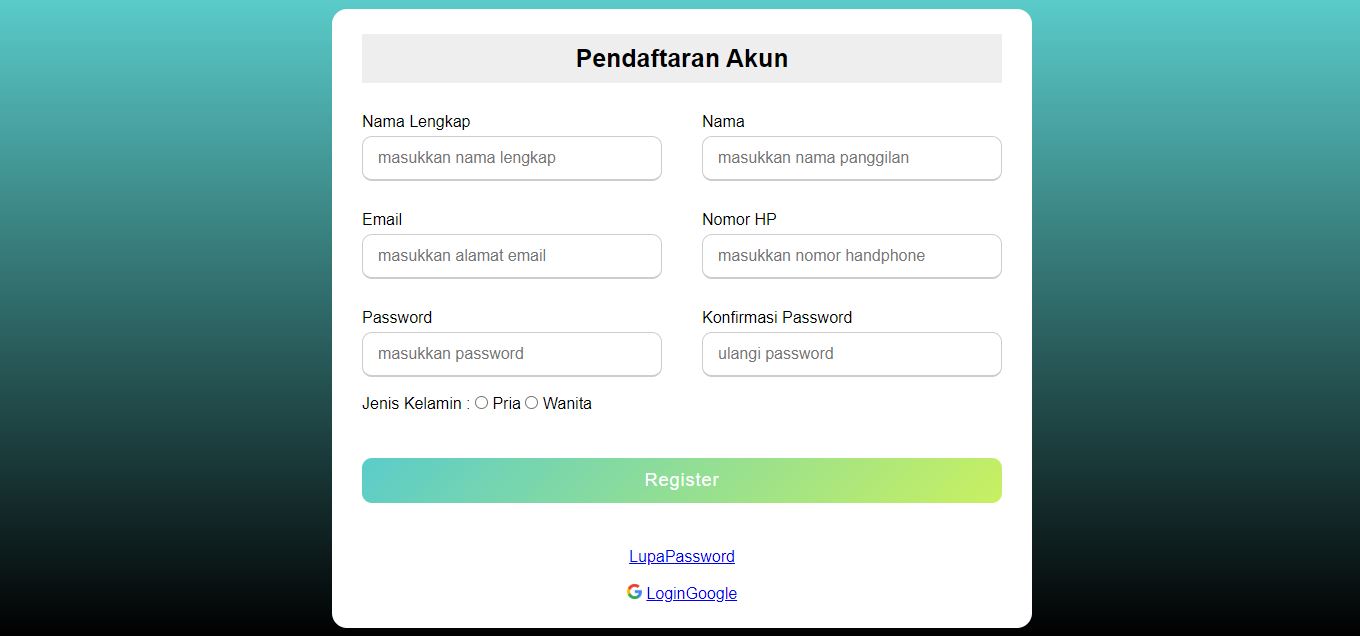 Pendaftaran Akun
Nama Lengkap
masukkan nama lengkap
Nama
masukkan nama panggilan
Email
masukkan alamat email
Nomor HP
masukkan nomor handphone
Password
masukkan password
Konfirmasi Password
ulangi password
Jenis Kelamin : Pria Wanita
Register
LupaPassword
LoginGoogle